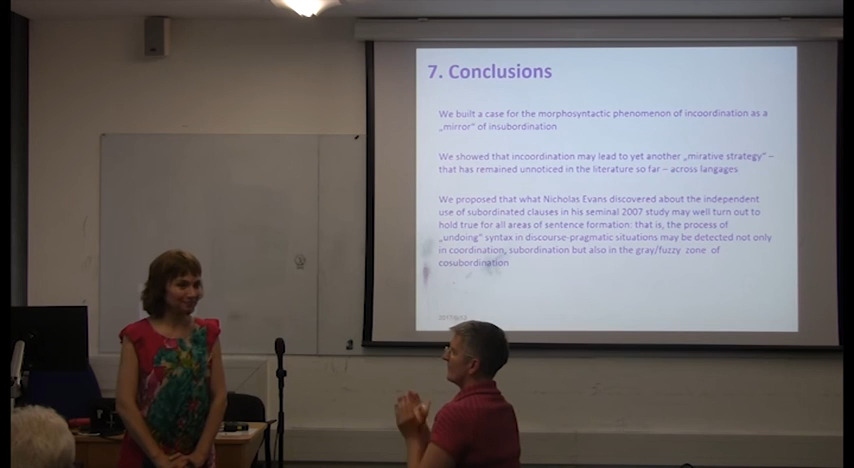 7. Conclusions
We built a case for the morphosyntactic phenomenon of incoordination as a
„mirror“ of insubordination
We showed that incoordination may lead to yet another „mirative strategy“ –
that has remained unnoticed in the literature so far – across langages
We proposed that what Nicholas Evans discovered about the independent
use of subordinated clauses in his seminal 2007 study may well turn out to
hold true for all areas of sentence formation: that is, the process of
„undoing“ syntax in discourse-pragmatic situations may be detected not only
in coordination, subordination but also in the gray/fuzzy zone of
cosubordination